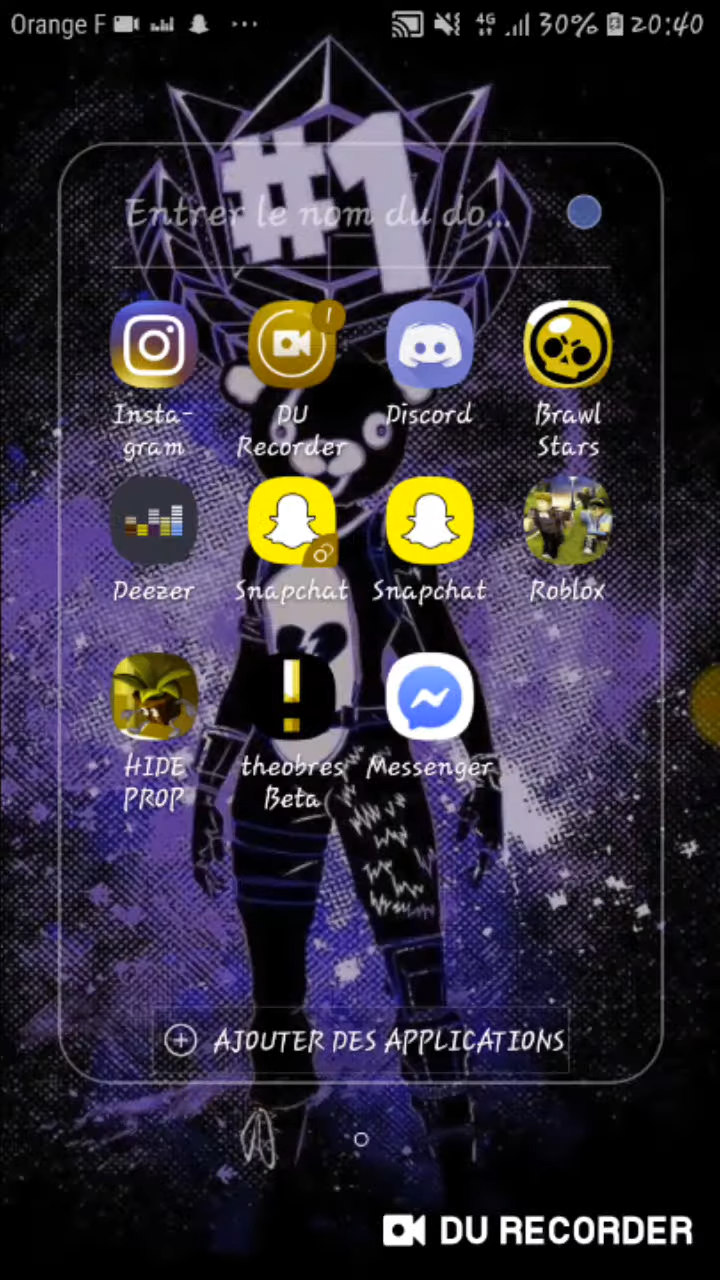 Orange F 4G 30% 20:40
#1
Entrer le nom du do...
Insta-
gram
DU
Recorder
Discord
Brawl
Stars
Deezer
Snapchat
Snapchat
Roblox
HIDE
PROP
theobres
Beta
Messenger
AJOUTER DES APPLICATIONS
DU RECORDER